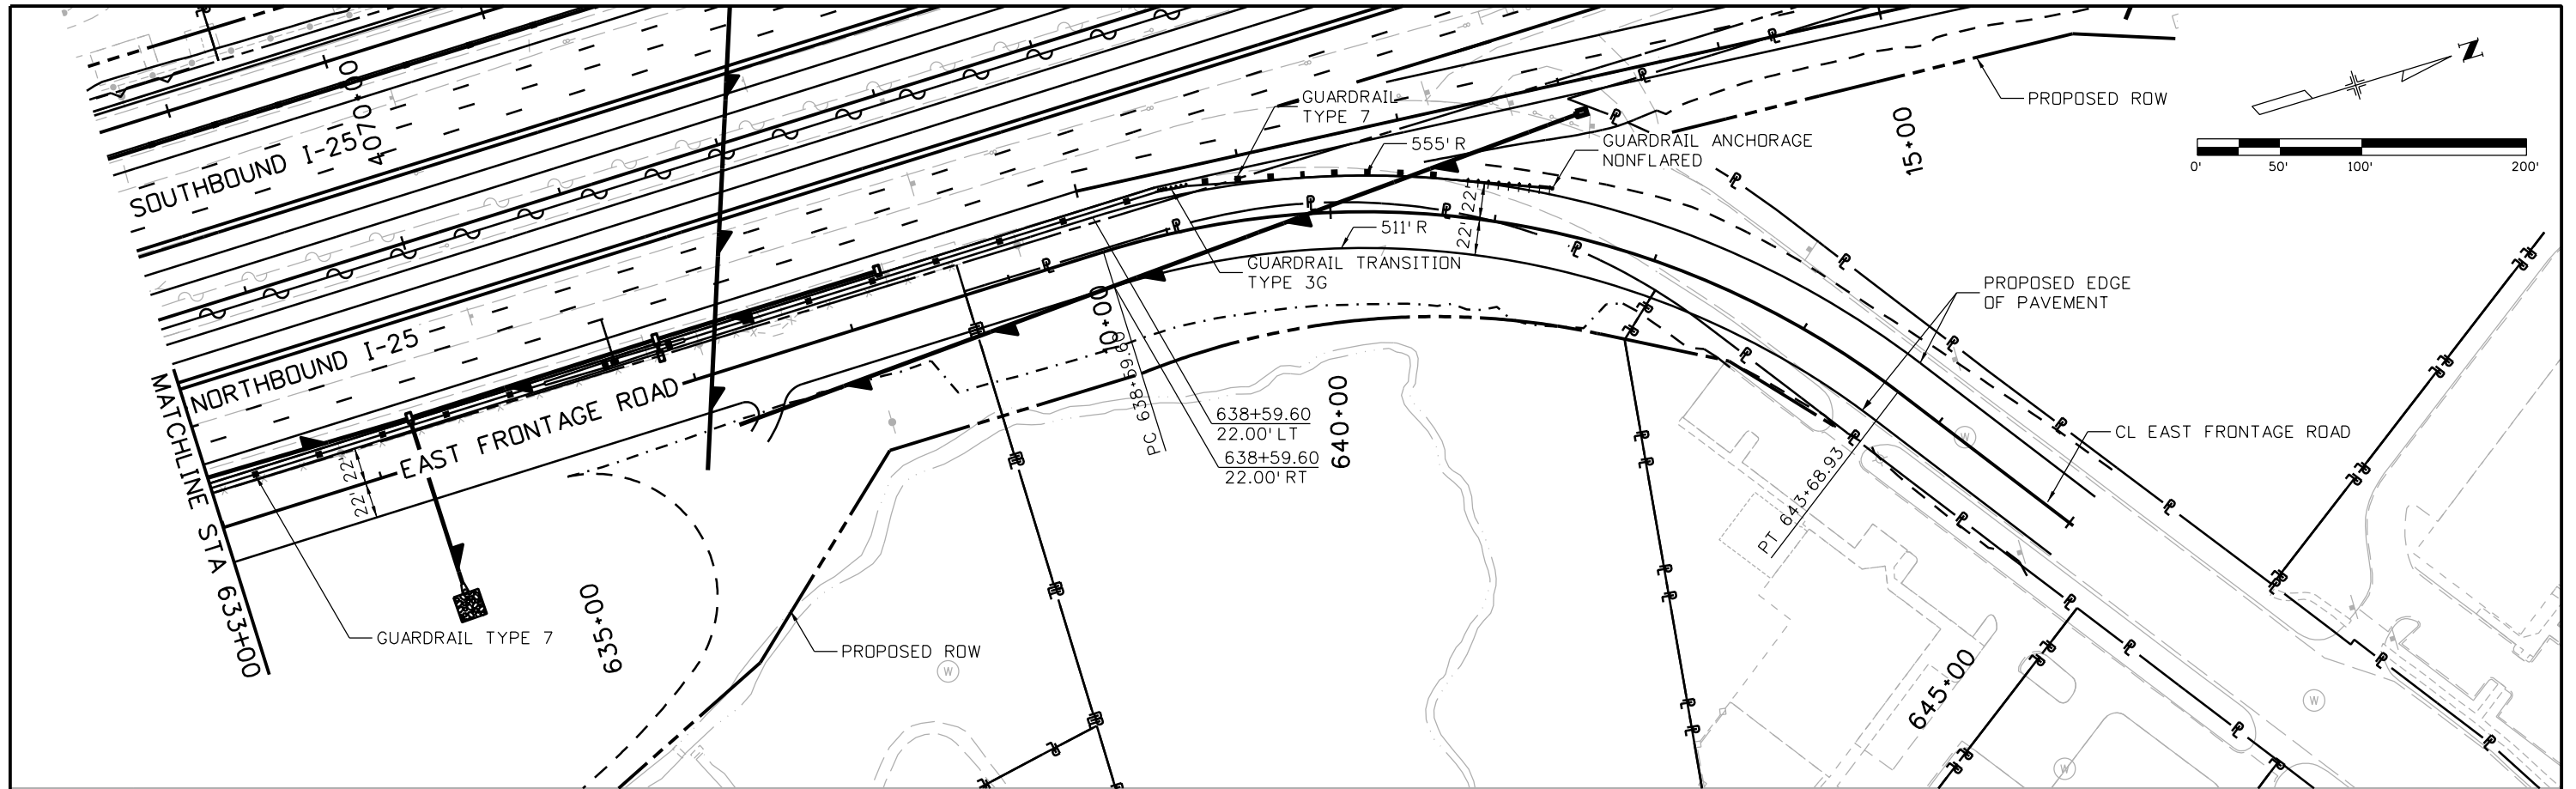 4070+00
SOUTHBOUND I-25
NORTHBOUND I-25
EAST FRONTAGE ROAD
MATCHLINE STA 633+00
22' 22'
GUARDRAIL TYPE 7
635+00
PROPOSED ROW
W
GUARDRAIL
TYPE 7
555' R
GUARDRAIL ANCHORAGE
NONFLARED
22' 22'
511' R
GUARDRAIL TRANSITION
TYPE 3G
10+00
PC 638+59.60
638+59.60
22.00' LT
638+59.60
22.00' RT
640+00
15+00
PROPOSED ROW
N
0' 50' 100' 200'
PROPOSED EDGE
OF PAVEMENT
CL EAST FRONTAGE ROAD
W
PT 643+68.93
645+00
W
W